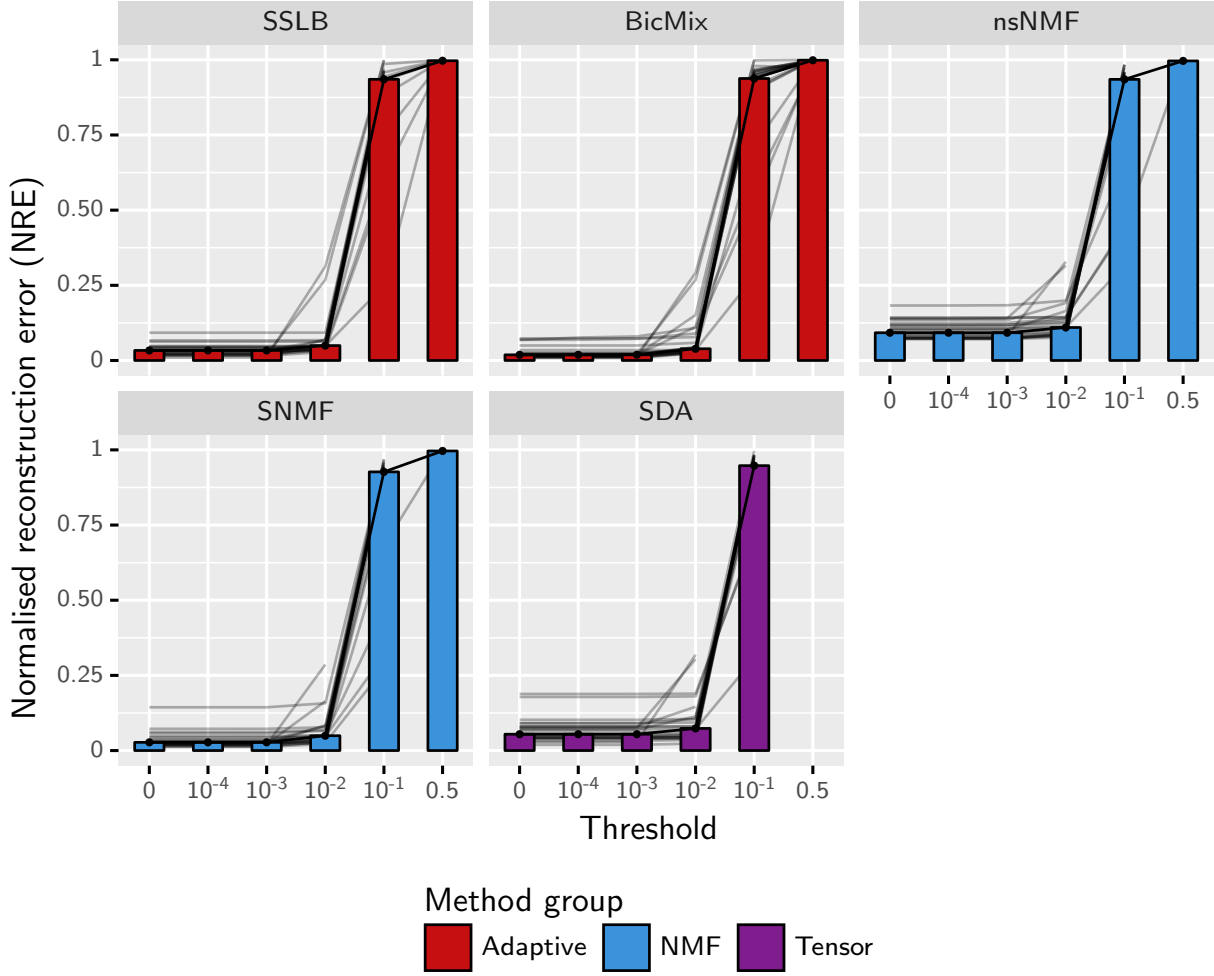 SSLB BicMix nsNMF
Normalised reconstruction error (NRE)
1
0.75
0.50
0.25
0
0 10⁻⁴ 10⁻³ 10⁻² 10⁻¹ 0.5
SNMF SDA
1
0.75
0.50
0.25
0
0 10⁻⁴ 10⁻³ 10⁻² 10⁻¹ 0.5 0 10⁻⁴ 10⁻³ 10⁻² 10⁻¹ 0.5
Threshold
Method group
Adaptive NMF Tensor